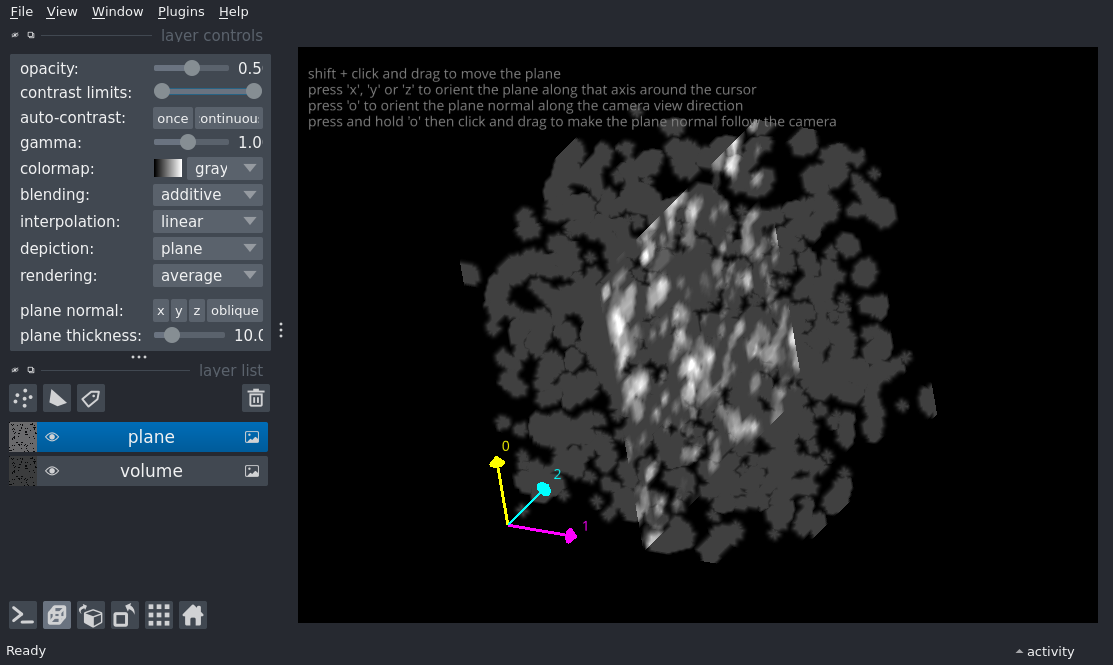 File View Window Plugins Help
layer controls
opacity: 0.5
contrast limits:
auto-contrast: once ontinuou
gamma: 1.0
colormap: gray
blending: additive
interpolation: linear
depiction: plane
rendering: average
plane normal: x y z oblique
plane thickness: 10.0
layer list
plane
volume
shift + click and drag to move the plane
press 'x', 'y' or 'z' to orient the plane along that axis around the cursor
press 'o' to orient the plane normal along the camera view direction
press and hold 'o' then click and drag to make the plane normal follow the camera
0
2
1
Ready
activity